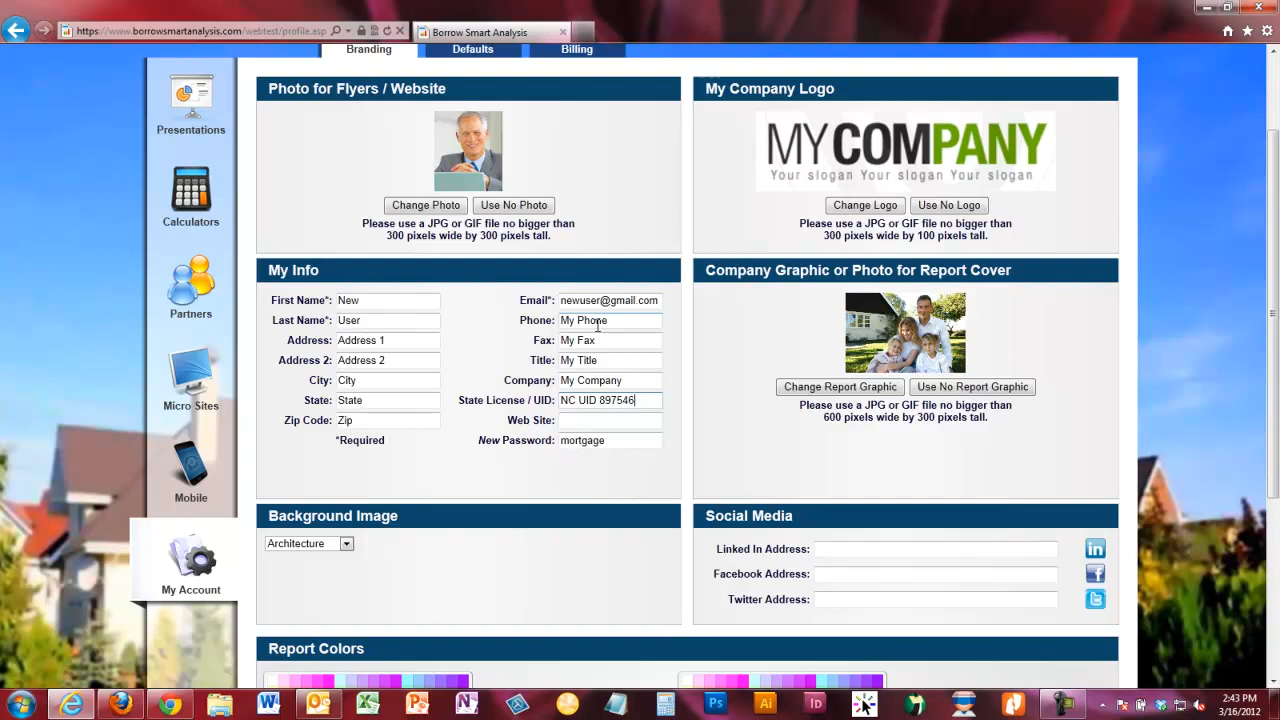 https://www.borrowsmartanalysis.com/webtest/profile.asp
Borrow Smart Analysis
Branding
Defaults
Billing
Presentations
Calculators
Partners
Micro Sites
Mobile
My Account
Photo for Flyers / Website
Change Photo
Use No Photo
Please use a JPG or GIF file no bigger than
300 pixels wide by 300 pixels tall.
My Company Logo
MYCOMPANY
Your slogan Your slogan Your slogan
Change Logo
Use No Logo
Please use a JPG or GIF file no bigger than
300 pixels wide by 100 pixels tall.
My Info
First Name*: New
Last Name*: User
Address: Address 1
Address 2: Address 2
City: City
State: State
Zip Code: Zip
*Required
Email*: newuser@gmail.com
Phone: My Phone
Fax: My Fax
Title: My Title
Company: My Company
State License / UID: NC UID 897546
Web Site:
New Password: mortgage
Company Graphic or Photo for Report Cover
Change Report Graphic
Use No Report Graphic
Please use a JPG or GIF file no bigger than
600 pixels wide by 600 pixels tall.
Background Image
Architecture
Social Media
Linked In Address:
in
Facebook Address:
f
Twitter Address:
t
Report Colors
W
X
P
N
Ps
Ai
Id
2:43 PM
3/16/2012